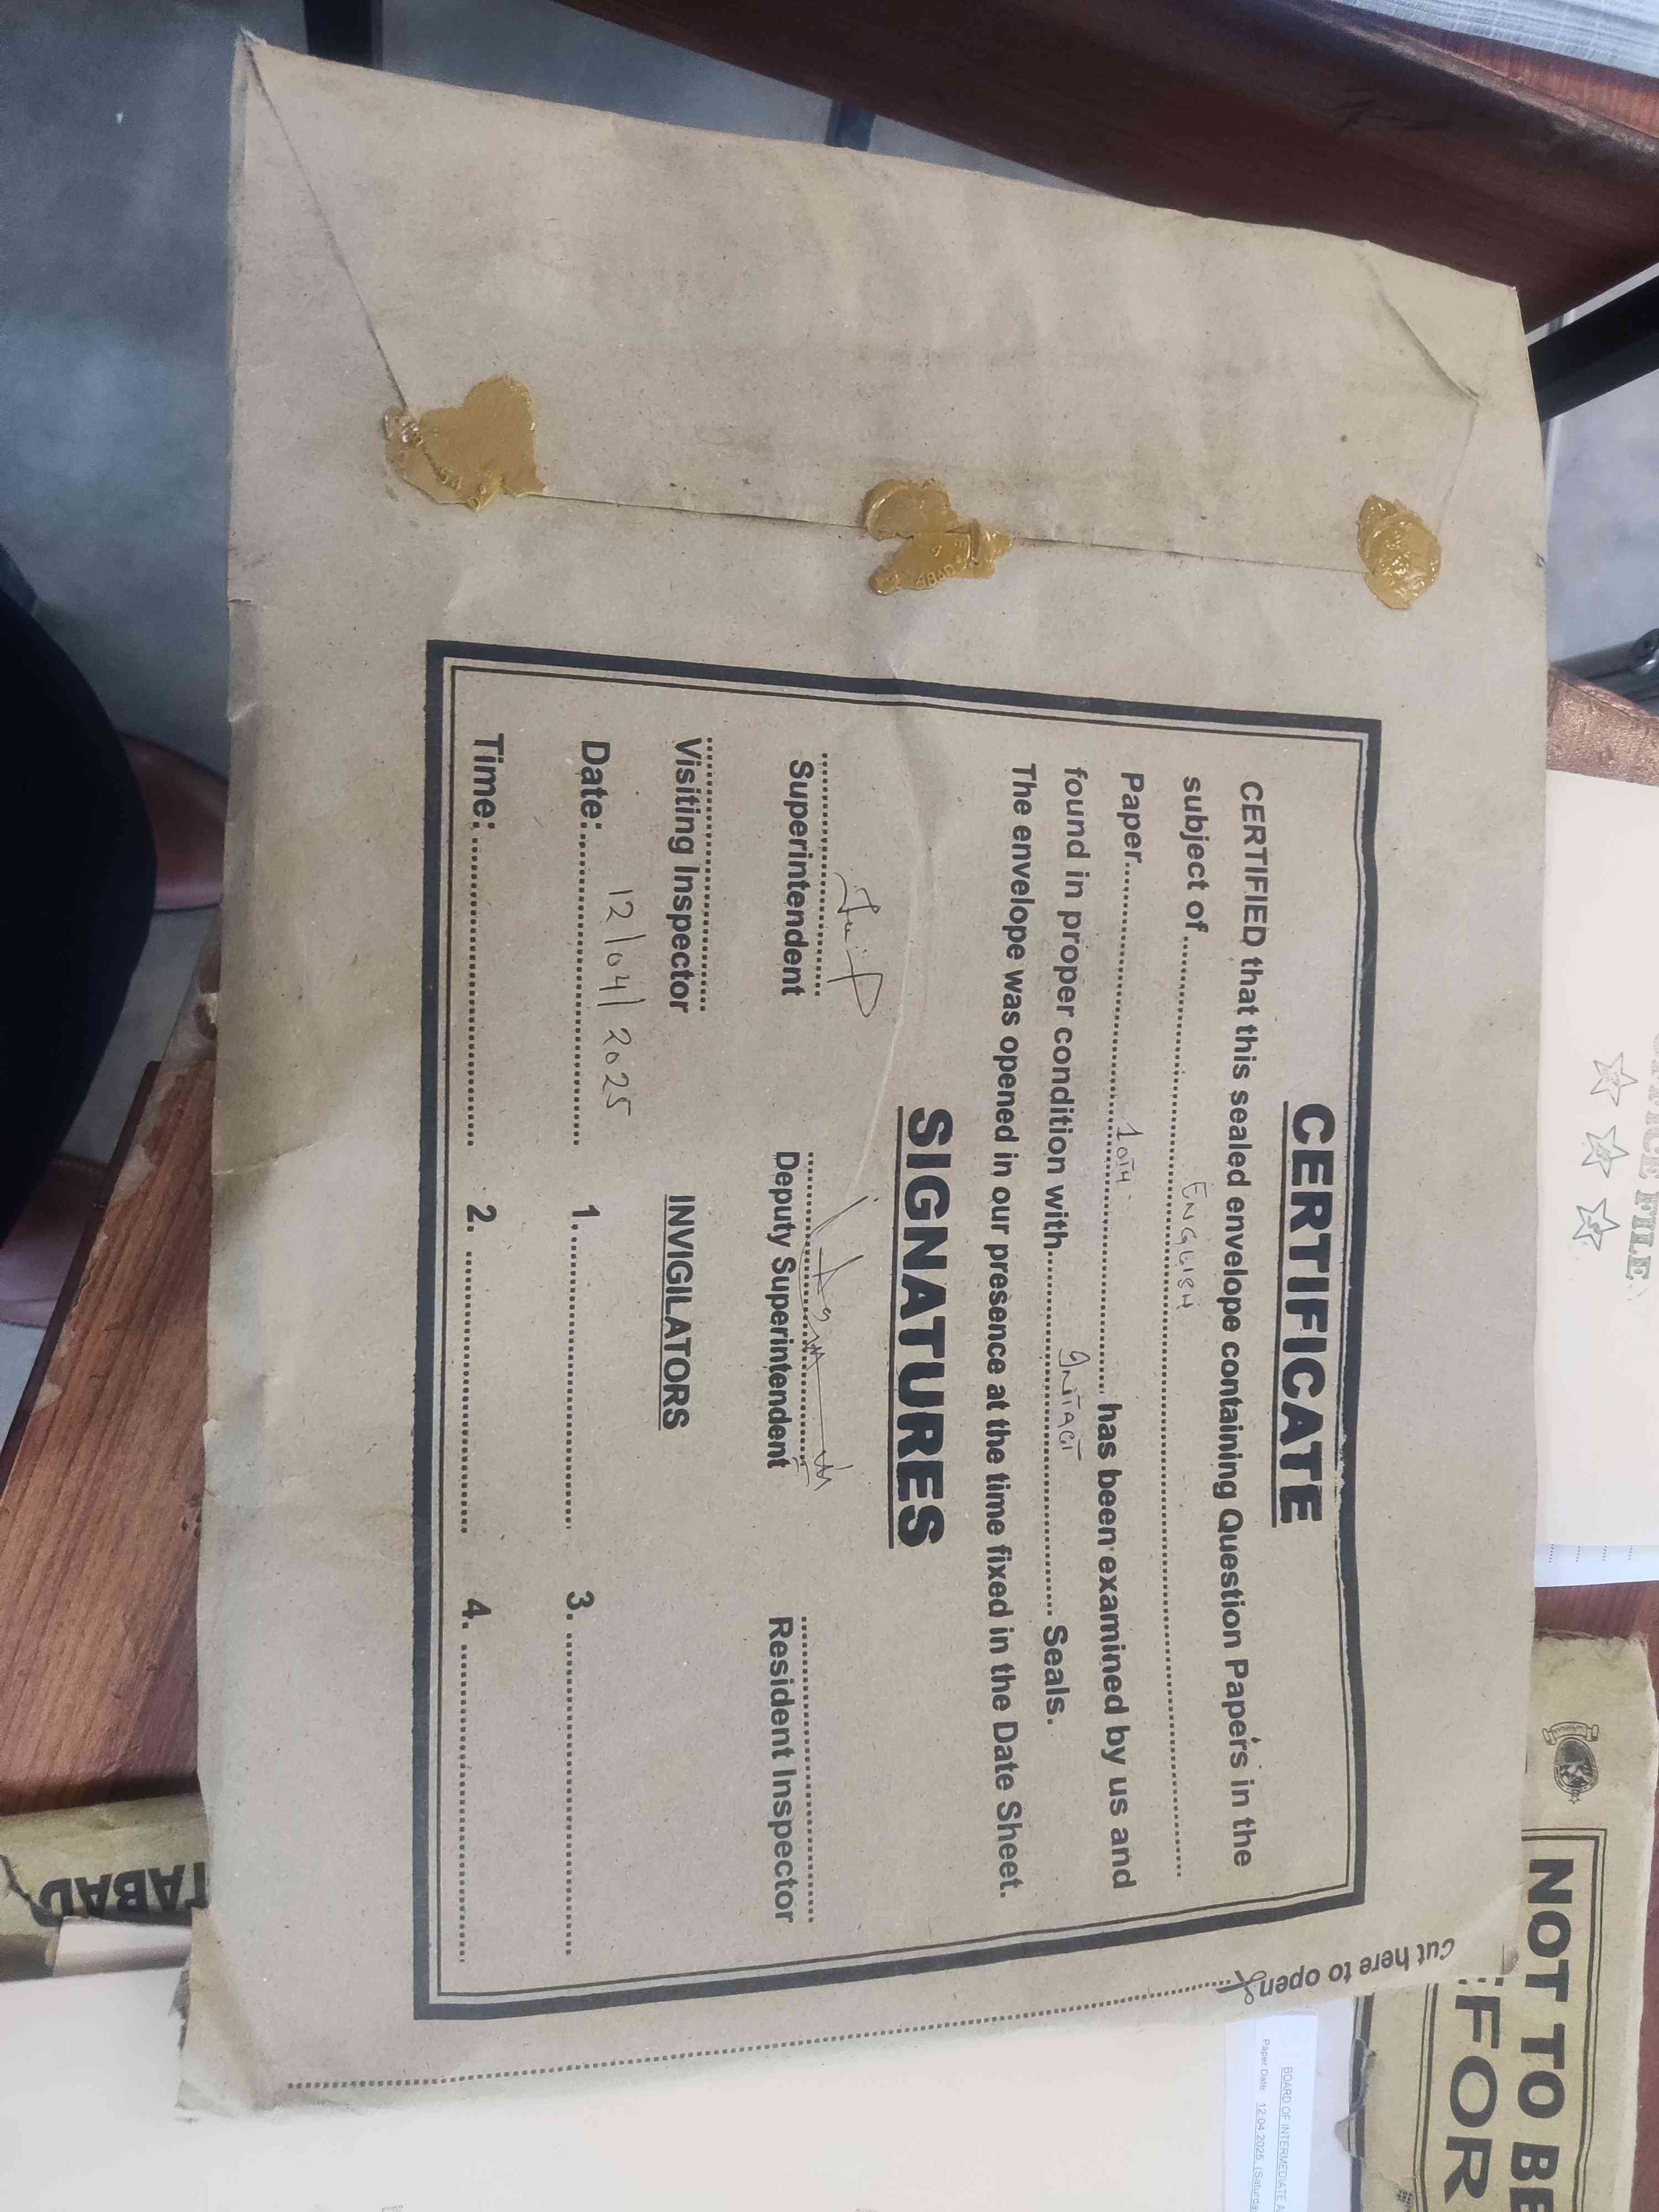 CERTIFICATE
CERTIFIED that this sealed envelope containing Question Papers in the
subject of.......... ENGLISH ..........
Paper.......... 10TH .......... has been examined by us and
found in proper condition with.......... INTACT .......... Seals.
The envelope was opened in our presence at the time fixed in the Date Sheet.
SIGNATURES
Superintendent Deputy Superintendent Resident Inspector
Visiting Inspector INVIGILATORS
Date:.......... 12/04/2025 1. .......... 3. ..........
Time:.......... 2. .......... 4. ..........
Cut here to open
NOT TO BE
FOR
TABAD
FILE
BOARD OF INTERMEDIATE
Paper Date: 12.04.2025
ABAD